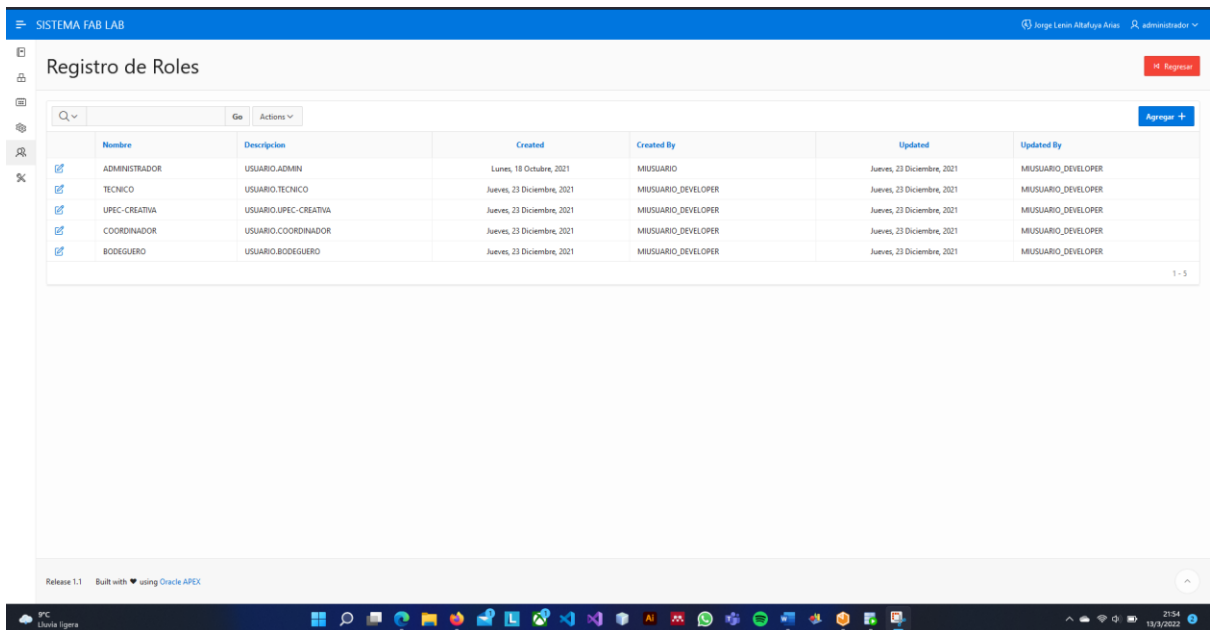 SISTEMA FAB LAB
Jorge Lenin Altafuya Arias administrador
Registro de Roles
Regresar
Go Actions Agregar +
Nombre Descripcion Created Created By Updated Updated By
ADMINISTRADOR USUARIO.ADMIN Lunes, 18 Octubre, 2021 MIUSUARIO Jueves, 23 Diciembre, 2021 MIUSUARIO_DEVELOPER
TECNICO USUARIO.TECNICO Jueves, 23 Diciembre, 2021 MIUSUARIO_DEVELOPER Jueves, 23 Diciembre, 2021 MIUSUARIO_DEVELOPER
UPEC-CREATIVA USUARIO.UPEC-CREATIVA Jueves, 23 Diciembre, 2021 MIUSUARIO_DEVELOPER Jueves, 23 Diciembre, 2021 MIUSUARIO_DEVELOPER
COORDINADOR USUARIO.COORDINADOR Jueves, 23 Diciembre, 2021 MIUSUARIO_DEVELOPER Jueves, 23 Diciembre, 2021 MIUSUARIO_DEVELOPER
BODEGUERO USUARIO.BODEGUERO Jueves, 23 Diciembre, 2021 MIUSUARIO_DEVELOPER Jueves, 23 Diciembre, 2021 MIUSUARIO_DEVELOPER
1 - 5
Release 1.1 Built with ♥ using Oracle APEX
9°C
Lluvia ligera
21:54
13/3/2022